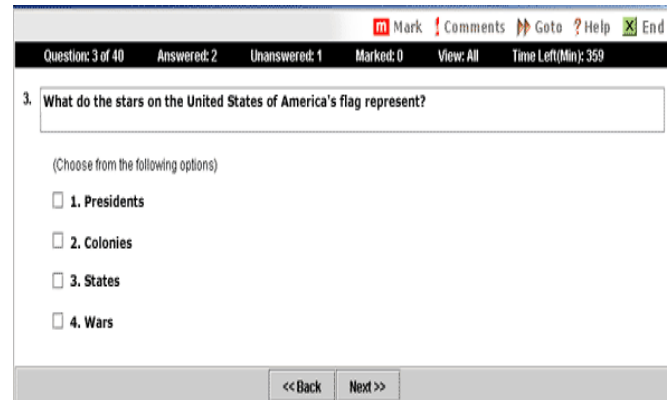 m Mark ! Comments Goto ? Help X End
Question: 3 of 40 Answered: 2 Unanswered: 1 Marked: 0 View: All Time Left(Min): 359
3. What do the stars on the United States of America's flag represent?
(Choose from the following options)
1. Presidents
2. Colonies
3. States
4. Wars
<< Back Next >>